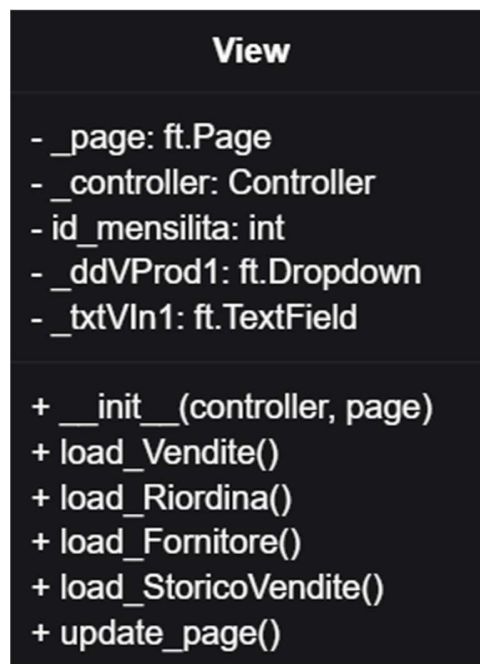 View
- _page: ft.Page
- _controller: Controller
- id_mensilita: int
- _ddVProd1: ft.Dropdown
- _txtVIn1: ft.TextField
+ __init__(controller, page)
+ load_Vendite()
+ load_Riordina()
+ load_Fornitore()
+ load_StoricoVendite()
+ update_page()